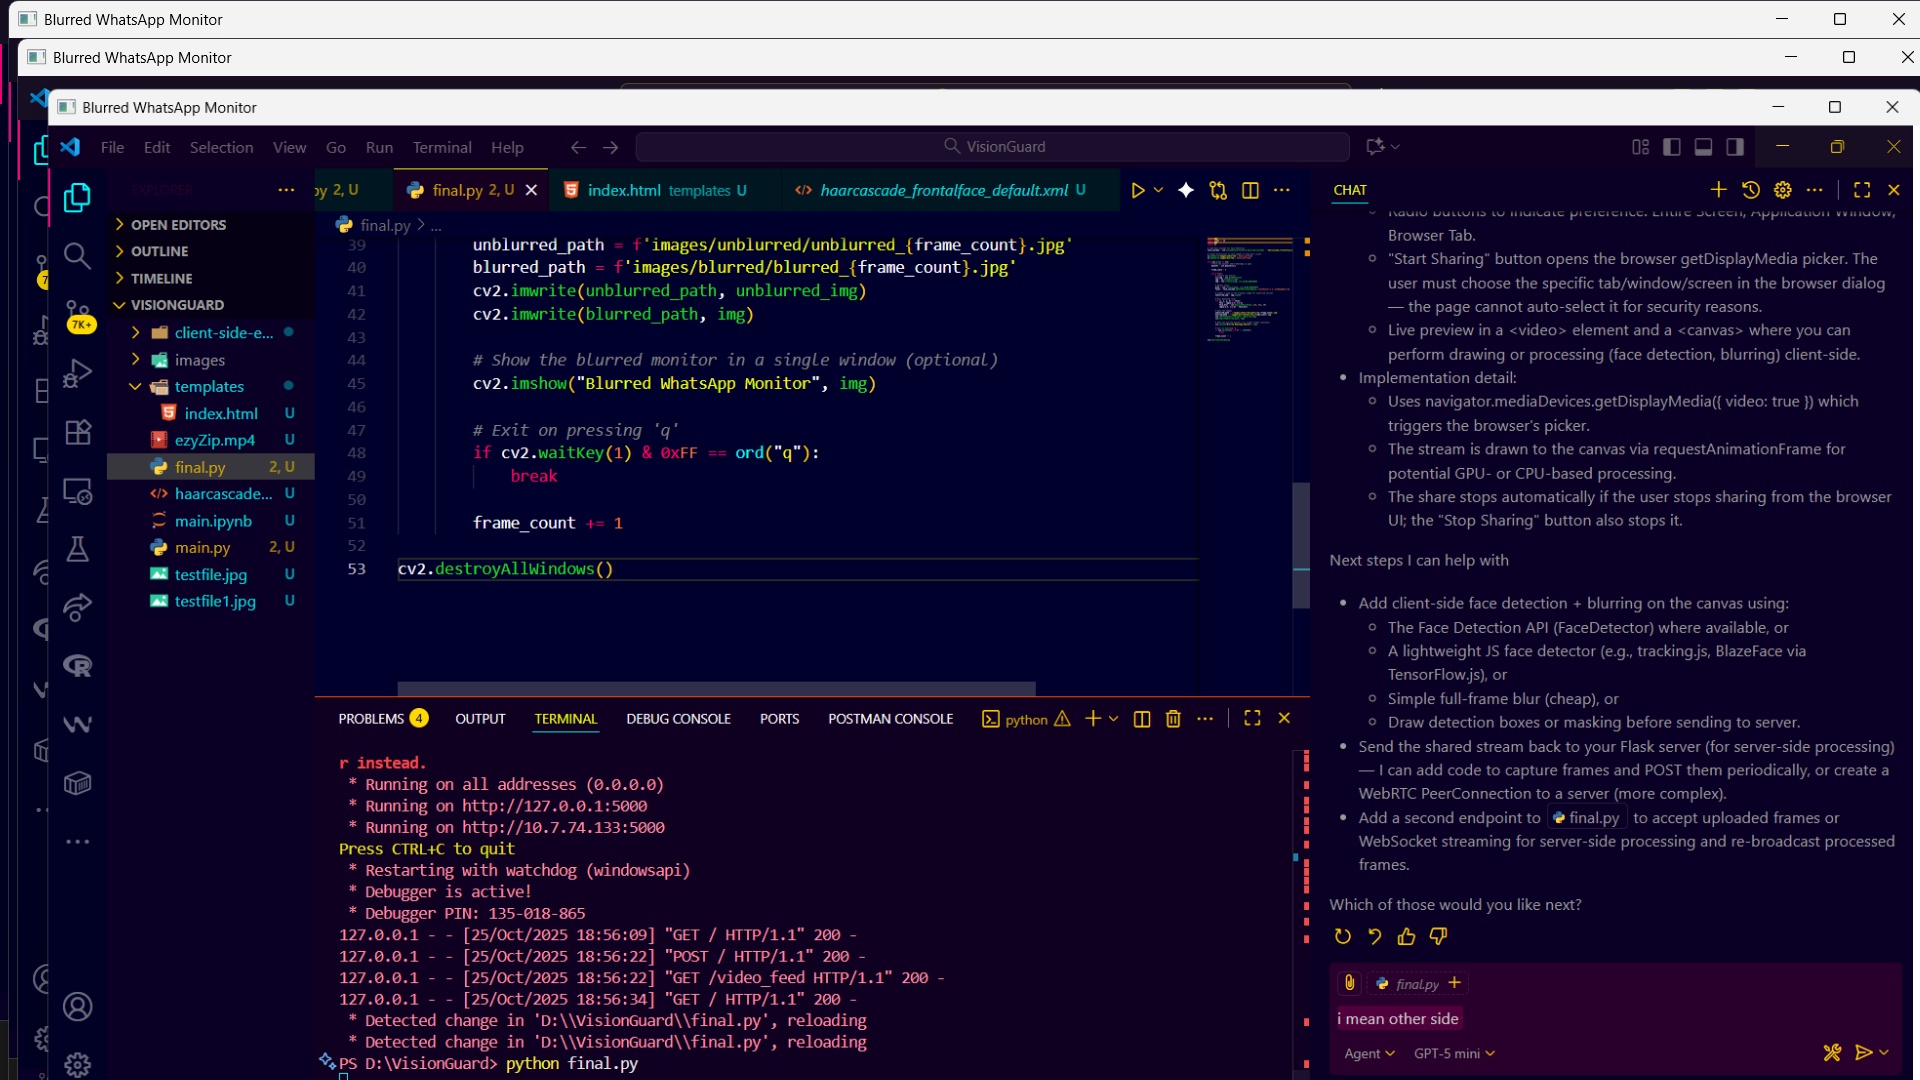 Blurred WhatsApp Monitor
Blurred WhatsApp Monitor
Blurred WhatsApp Monitor
File Edit Selection View Go Run Terminal Help
VisionGuard
EXPLORER
OPEN EDITORS
OUTLINE
TIMELINE
VISIONGUARD
client-side-e...
images
templates
index.html U
ezyZip.mp4 U
final.py 2, U
haarcascade... U
main.ipynb U
main.py 2, U
testfile.jpg U
testfile1.jpg U
7K+
py 2, U
final.py 2, U
index.html templates U
haarcascade_frontalface_default.xml U
final.py > ...
39 unblurred_path = f'images/unblurred/unblurred_{frame_count}.jpg'
40 blurred_path = f'images/blurred/blurred_{frame_count}.jpg'
41 cv2.imwrite(unblurred_path, unblurred_img)
42 cv2.imwrite(blurred_path, img)
43
44 # Show the blurred monitor in a single window (optional)
45 cv2.imshow("Blurred WhatsApp Monitor", img)
46
47 # Exit on pressing 'q'
48 if cv2.waitKey(1) & 0xFF == ord("q"):
49 break
50
51 frame_count += 1
52
53 cv2.destroyAllWindows()
PROBLEMS 4 OUTPUT TERMINAL DEBUG CONSOLE PORTS POSTMAN CONSOLE
python
r instead.
* Running on all addresses (0.0.0.0)
* Running on http://127.0.0.1:5000
* Running on http://10.7.74.133:5000
Press CTRL+C to quit
* Restarting with watchdog (windowsapi)
* Debugger is active!
* Debugger PIN: 135-018-865
127.0.0.1 - - [25/Oct/2025 18:56:09] "GET / HTTP/1.1" 200 -
127.0.0.1 - - [25/Oct/2025 18:56:22] "POST / HTTP/1.1" 200 -
127.0.0.1 - - [25/Oct/2025 18:56:22] "GET /video_feed HTTP/1.1" 200 -
127.0.0.1 - - [25/Oct/2025 18:56:34] "GET / HTTP/1.1" 200 -
* Detected change in 'D:\\VisionGuard\\final.py', reloading
* Detected change in 'D:\\VisionGuard\\final.py', reloading
PS D:\VisionGuard> python final.py
CHAT
Radio buttons to indicate preference: Entire Screen, Application Window,
Browser Tab.
"Start Sharing" button opens the browser getDisplayMedia picker. The
user must choose the specific tab/window/screen in the browser dialog
— the page cannot auto-select it for security reasons.
Live preview in a <video> element and a <canvas> where you can
perform drawing or processing (face detection, blurring) client-side.
Implementation detail:
Uses navigator.mediaDevices.getDisplayMedia({ video: true }) which
triggers the browser's picker.
The stream is drawn to the canvas via requestAnimationFrame for
potential GPU- or CPU-based processing.
The share stops automatically if the user stops sharing from the browser
UI; the "Stop Sharing" button also stops it.
Next steps I can help with
Add client-side face detection + blurring on the canvas using:
The Face Detection API (FaceDetector) where available, or
A lightweight JS face detector (e.g., tracking.js, BlazeFace via
TensorFlow.js), or
Simple full-frame blur (cheap), or
Draw detection boxes or masking before sending to server.
Send the shared stream back to your Flask server (for server-side processing)
— I can add code to capture frames and POST them periodically, or create a
WebRTC PeerConnection to a server (more complex).
Add a second endpoint to final.py to accept uploaded frames or
WebSocket streaming for server-side processing and re-broadcast processed
frames.
Which of those would you like next?
final.py
i mean other side
Agent GPT-5 mini